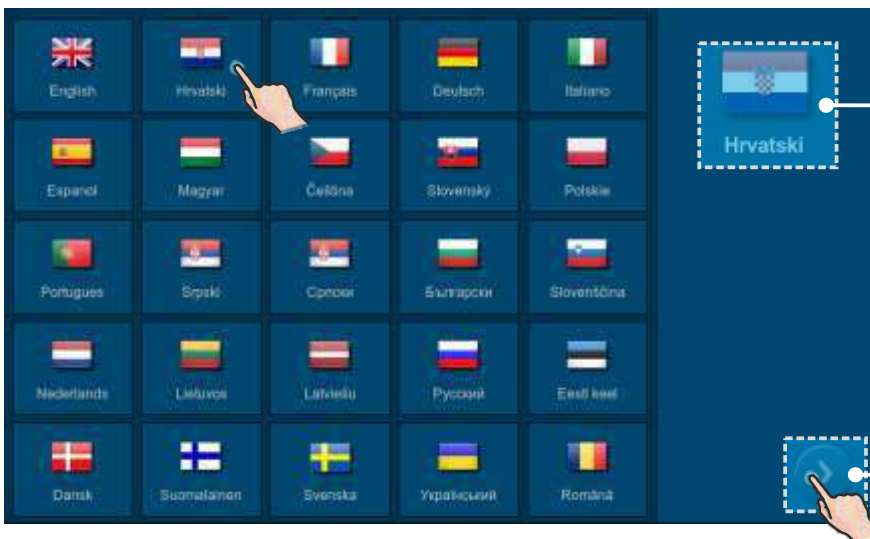 English Hrvatski Français Deutsch Italiano
Hrvatski
Espanol Magyar Čeština Slovenský Polskie
Portugues Srpski Српски Български Slovenščina
Nederlands Lietuvos Latviešu Русский Eesti keel
Dansk Suomalainen Svenska Український Română